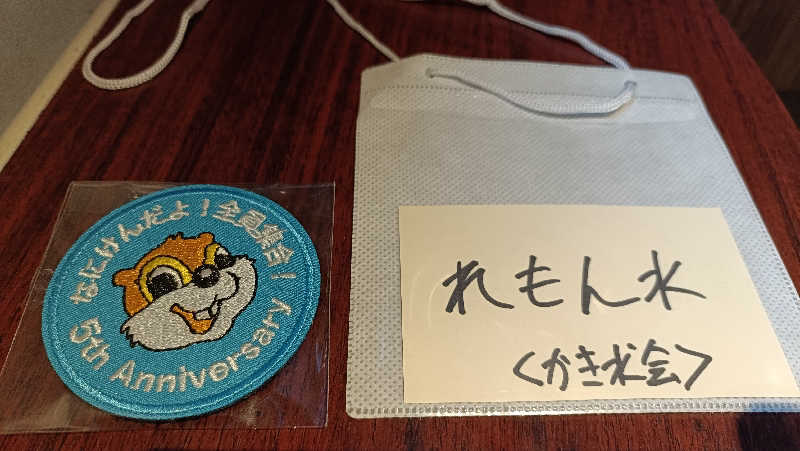 なにけんだよ！全員集合！
5th Anniversary
れもん水
<かき氷会>